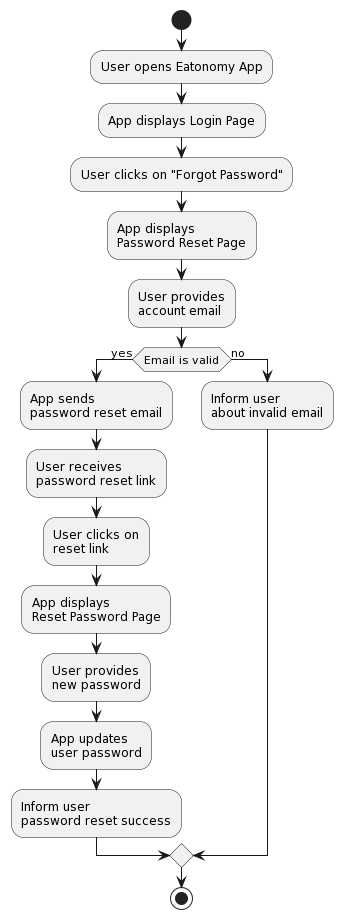 User opens Eatonomy App
App displays Login Page
User clicks on "Forgot Password"
App displays
Password Reset Page
User provides
account email
yes
Email is valid
no
App sends
password reset email
Inform user
about invalid email
User receives
password reset link
User clicks on
reset link
App displays
Reset Password Page
User provides
new password
App updates
user password
Inform user
password reset success